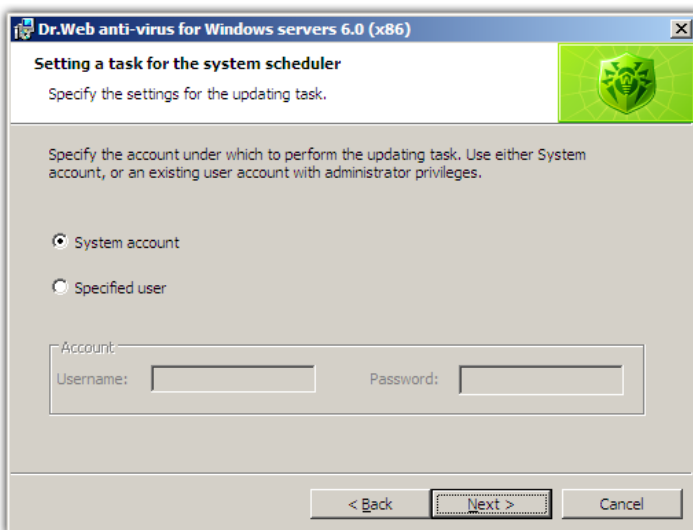 Dr.Web anti-virus for Windows servers 6.0 (x86)
Setting a task for the system scheduler
Specify the settings for the updating task.
Specify the account under which to perform the updating task. Use either System
account, or an existing user account with administrator privileges.
System account
Specified user
Account
Username:
Password:
< Back
Next >
Cancel